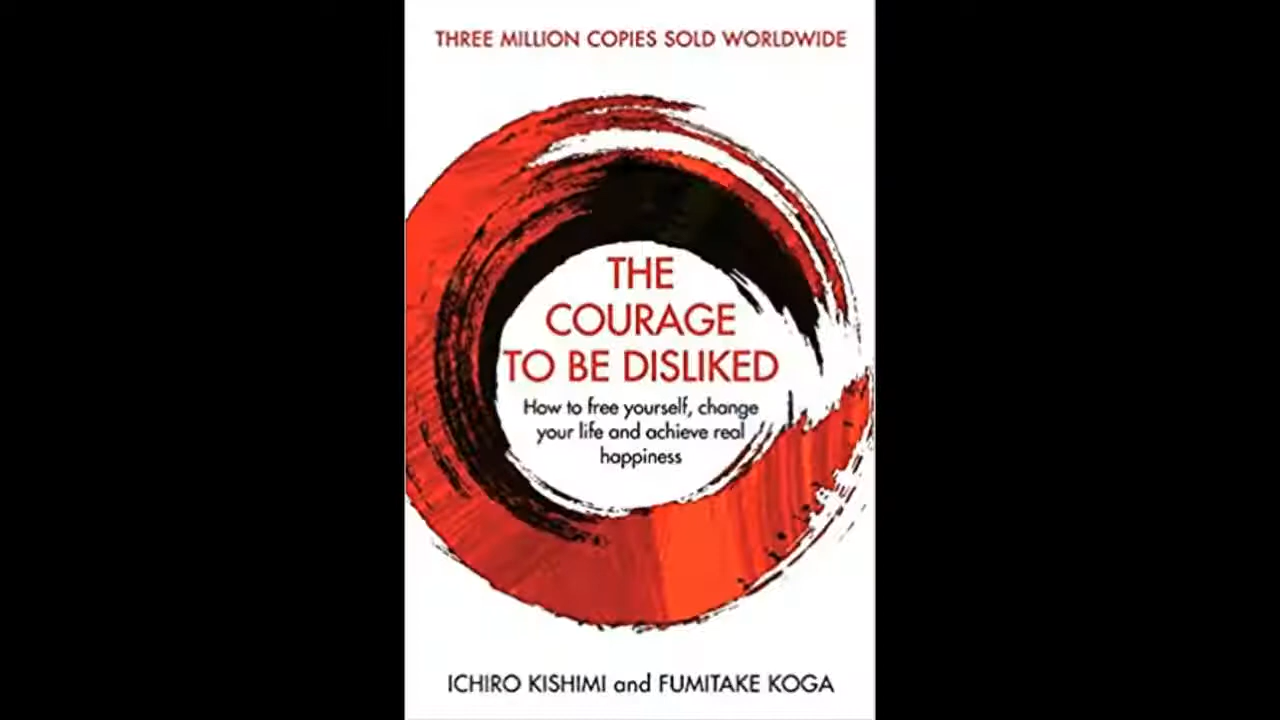 THREE MILLION COPIES SOLD WORLDWIDE
THE
COURAGE
TO BE DISLIKED
How to free yourself, change
your life and achieve real
happiness
ICHIRO KISHIMI and FUMITAKE KOGA